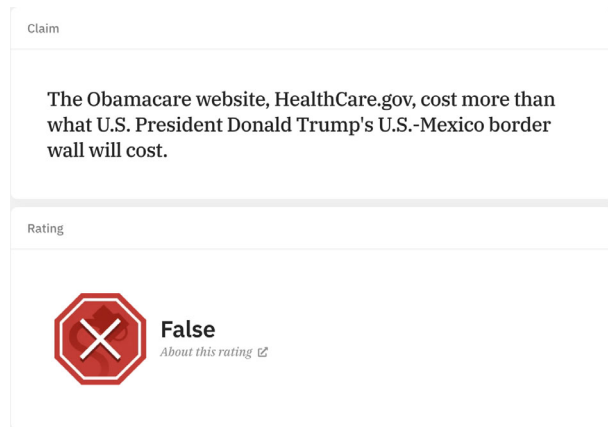 Claim
The Obamacare website, HealthCare.gov, cost more than
what U.S. President Donald Trump's U.S.-Mexico border
wall will cost.
Rating
False
About this rating